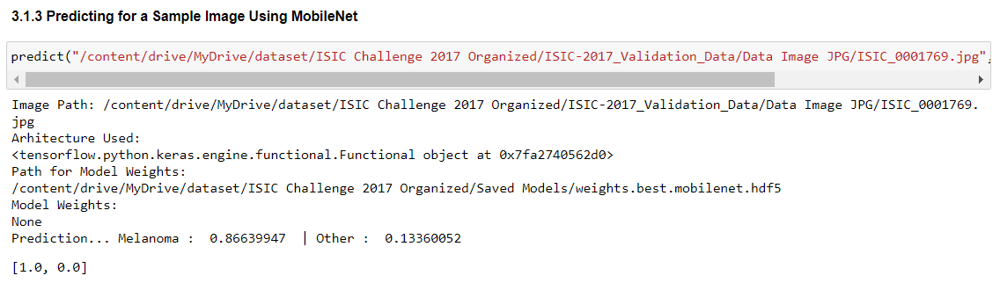 3.1.3 Predicting for a Sample Image Using MobileNet
predict("/content/drive/MyDrive/dataset/ISIC Challenge 2017 Organized/ISIC-2017_Validation_Data/Data Image JPG/ISIC_0001769.jpg",
Image Path: /content/drive/MyDrive/dataset/ISIC Challenge 2017 Organized/ISIC-2017_Validation_Data/Data Image JPG/ISIC_0001769.
jpg
Arhitecture Used:
<tensorflow.python.keras.engine.functional.Functional object at 0x7fa2740562d0>
Path for Model Weights:
/content/drive/MyDrive/dataset/ISIC Challenge 2017 Organized/Saved Models/weights.best.mobilenet.hdf5
Model Weights:
None
Prediction... Melanoma :  0.86639947  | Other :  0.13360052
[1.0, 0.0]